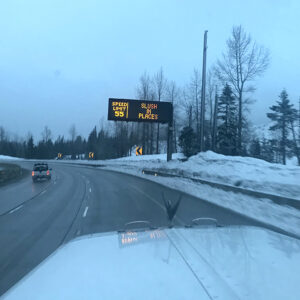 SPEED
LIMIT
55
SLUSH
IN
PLACES